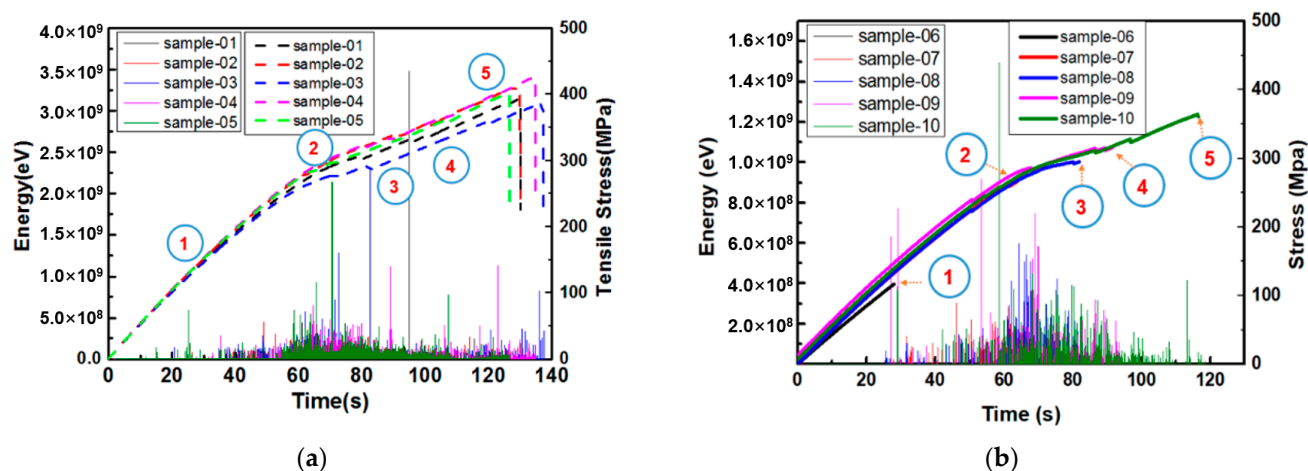 4.0×10⁹
3.5×10⁹
3.0×10⁹
2.5×10⁹
2.0×10⁹
1.5×10⁹
1.0×10⁹
5.0×10⁸
0.0
Energy(eV)
sample-01
sample-02
sample-03
sample-04
sample-05
sample-01
sample-02
sample-03
sample-04
sample-05
1
2
3
4
5
500
400
300
200
100
0
Tensile Stress(MPa)
0 20 40 60 80 100 120 140
Time(s)
(a)
1.6×10⁹
1.4×10⁹
1.2×10⁹
1.0×10⁹
8.0×10⁸
6.0×10⁸
4.0×10⁸
2.0×10⁸
Energy (eV)
sample-06
sample-07
sample-08
sample-09
sample-10
sample-06
sample-07
sample-08
sample-09
sample-10
1
2
3
4
5
500
400
300
200
100
0
Stress (Mpa)
0 20 40 60 80 100 120
Time (s)
(b)